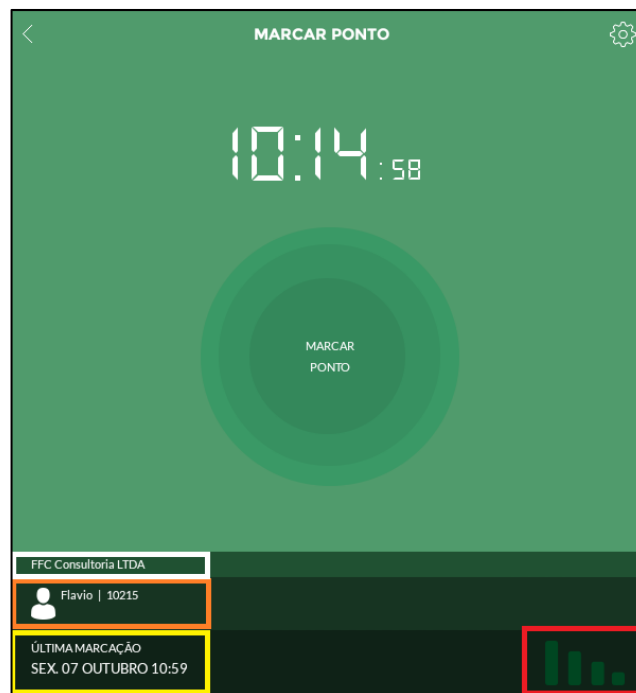 MARCAR PONTO
10:14:58
MARCAR
PONTO
FFC Consultoria LTDA
Flavio | 10215
ÚLTIMA MARCAÇÃO
SEX. 07 OUTUBRO 10:59